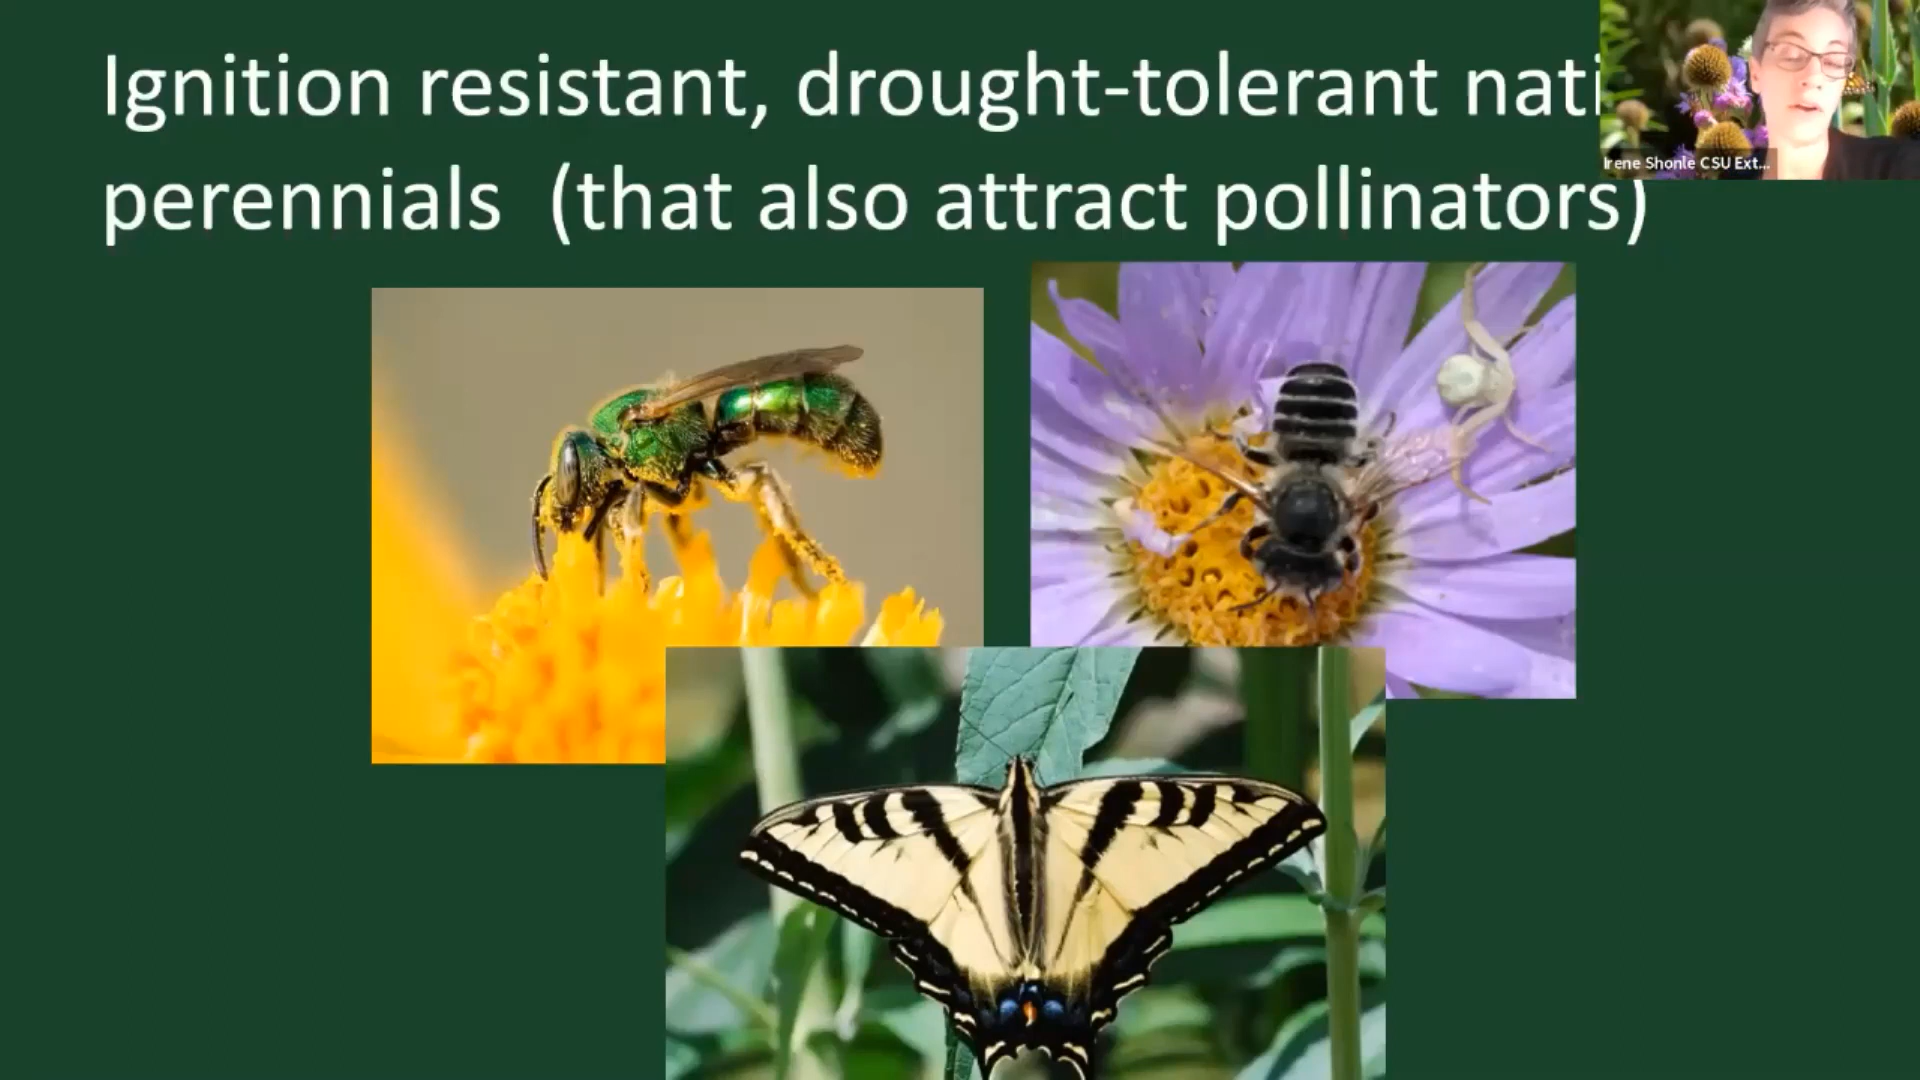 Ignition resistant, drought-tolerant nati
perennials (that also attract pollinators)
Irene Shonle CSU Ext...